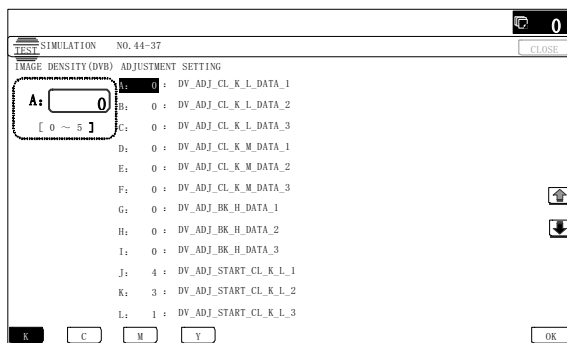 0
TEST SIMULATION NO.44-37
CLOSE
IMAGE DENSITY(DVB) ADJUSTMENT SETTING
A: 0
[ 0 ～ 5 ]
A: 0 : DV_ADJ_CL_K_L_DATA_1
B: 0 : DV_ADJ_CL_K_L_DATA_2
C: 0 : DV_ADJ_CL_K_L_DATA_3
D: 0 : DV_ADJ_CL_K_M_DATA_1
E: 0 : DV_ADJ_CL_K_M_DATA_2
F: 0 : DV_ADJ_CL_K_M_DATA_3
G: 0 : DV_ADJ_BK_H_DATA_1
H: 0 : DV_ADJ_BK_H_DATA_2
I: 0 : DV_ADJ_BK_H_DATA_3
J: 4 : DV_ADJ_START_CL_K_L_1
K: 3 : DV_ADJ_START_CL_K_L_2
L: 1 : DV_ADJ_START_CL_K_L_3
K C M Y OK